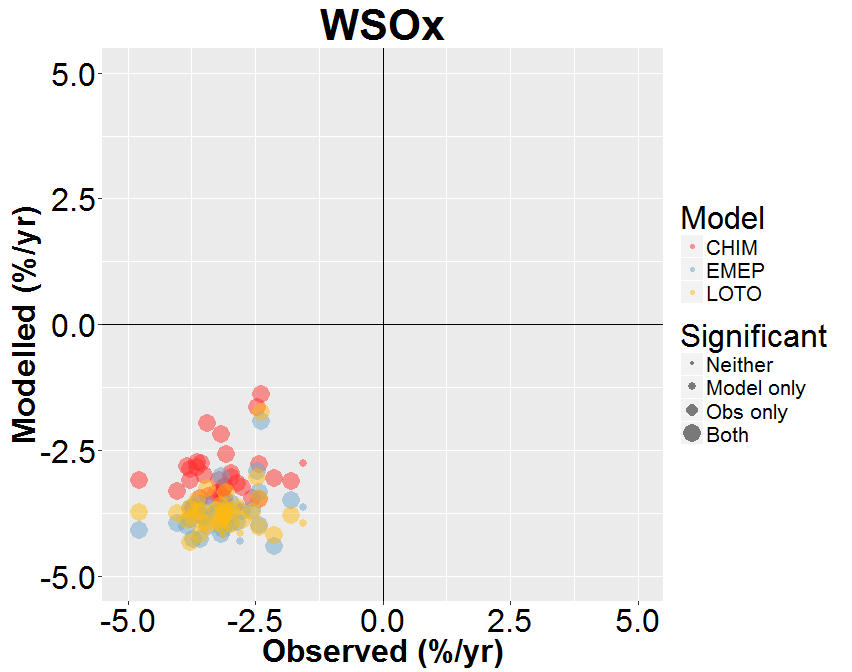 WSOx
5.0
2.5
0.0
-2.5
-5.0
Modelled (%/yr)
-5.0 -2.5 0.0 2.5 5.0
Observed (%/yr)
Model
CHIM
EMEP
LOTO
Significant
Neither
Model only
Obs only
Both